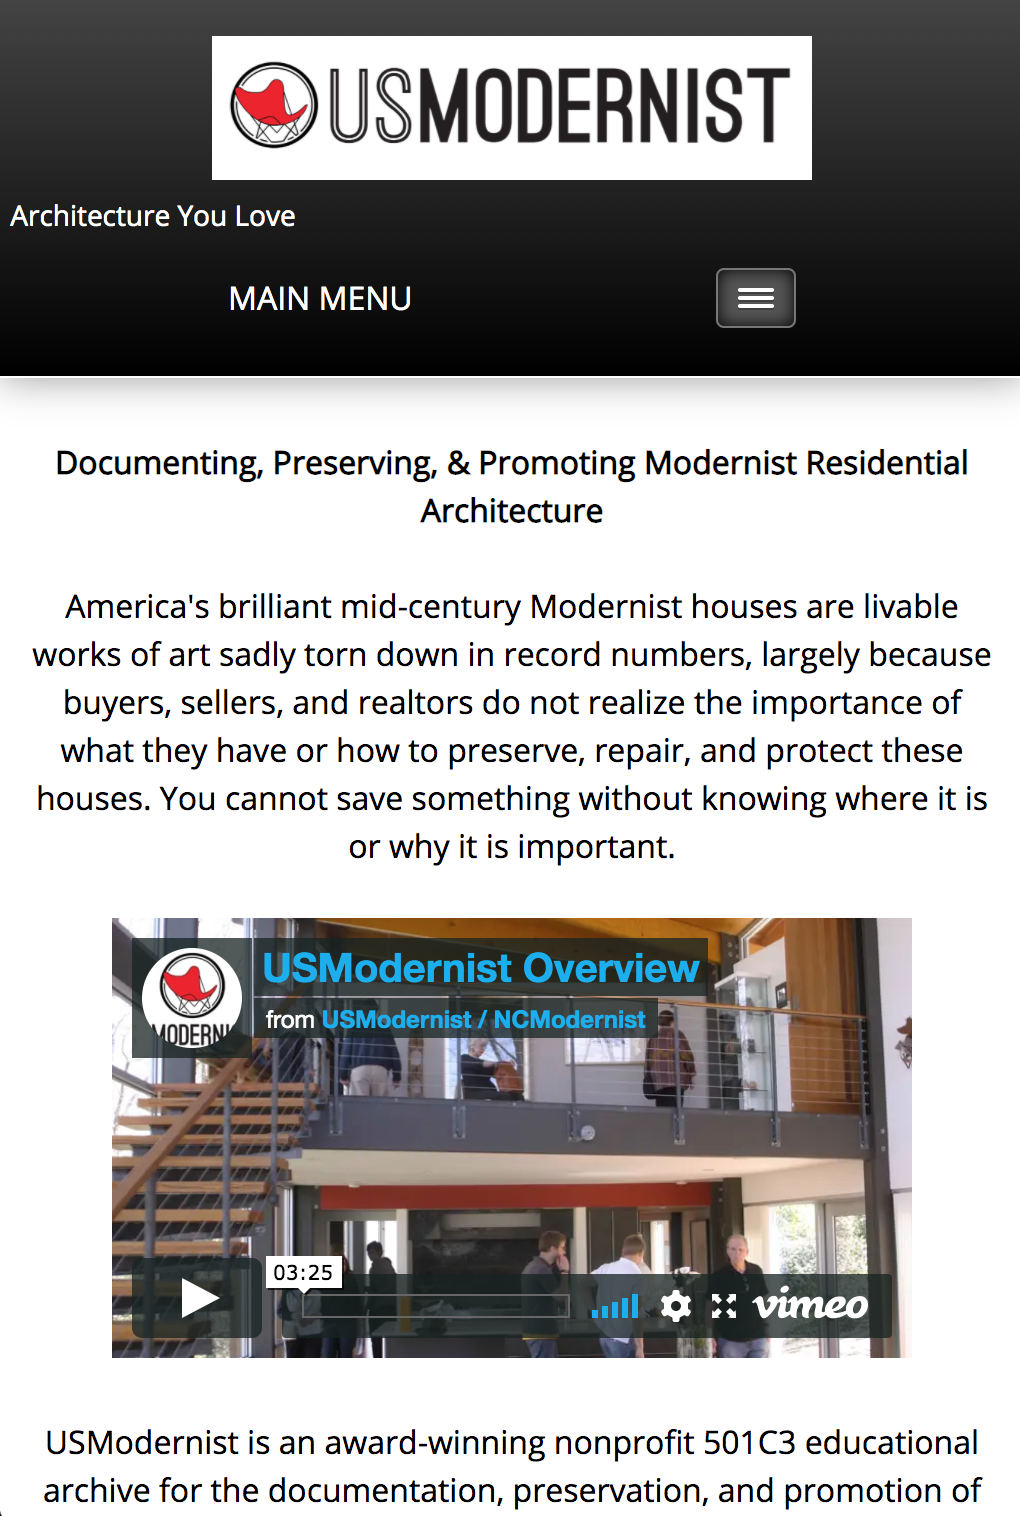 USMODERNIST
Architecture You Love
MAIN MENU
Documenting, Preserving, & Promoting Modernist Residential
Architecture
America's brilliant mid-century Modernist houses are livable
works of art sadly torn down in record numbers, largely because
buyers, sellers, and realtors do not realize the importance of
what they have or how to preserve, repair, and protect these
houses. You cannot save something without knowing where it is
or why it is important.
USModernist Overview
from USModernist / NCModernist
MODERNI
03:25
vimeo
USModernist is an award-winning nonprofit 501C3 educational
archive for the documentation, preservation, and promotion of